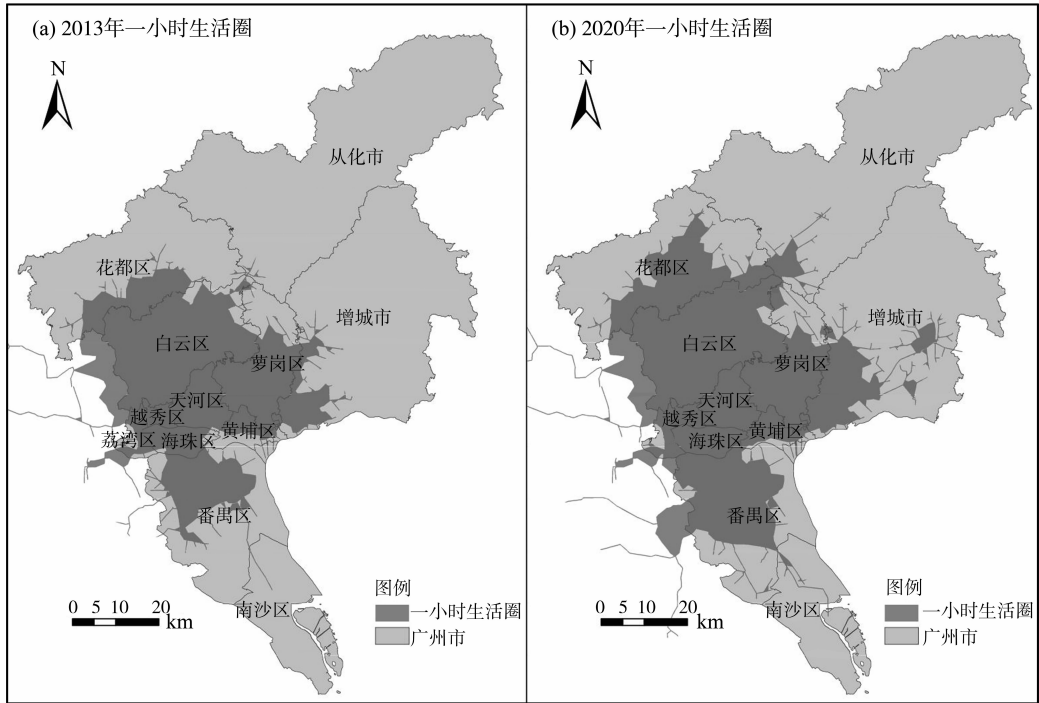 (a) 2013年一小时生活圈
N
从化市
花都区
增城市
白云区
萝岗区
天河区
越秀区
黄埔区
荔湾区
海珠区
番禺区
南沙区
0 5 10 20
km
图例
一小时生活圈
广州市
(b) 2020年一小时生活圈
N
从化市
花都区
增城市
白云区
萝岗区
天河区
越秀区
黄埔区
荔湾区
海珠区
番禺区
南沙区
0 5 10 20
km
图例
一小时生活圈
广州市